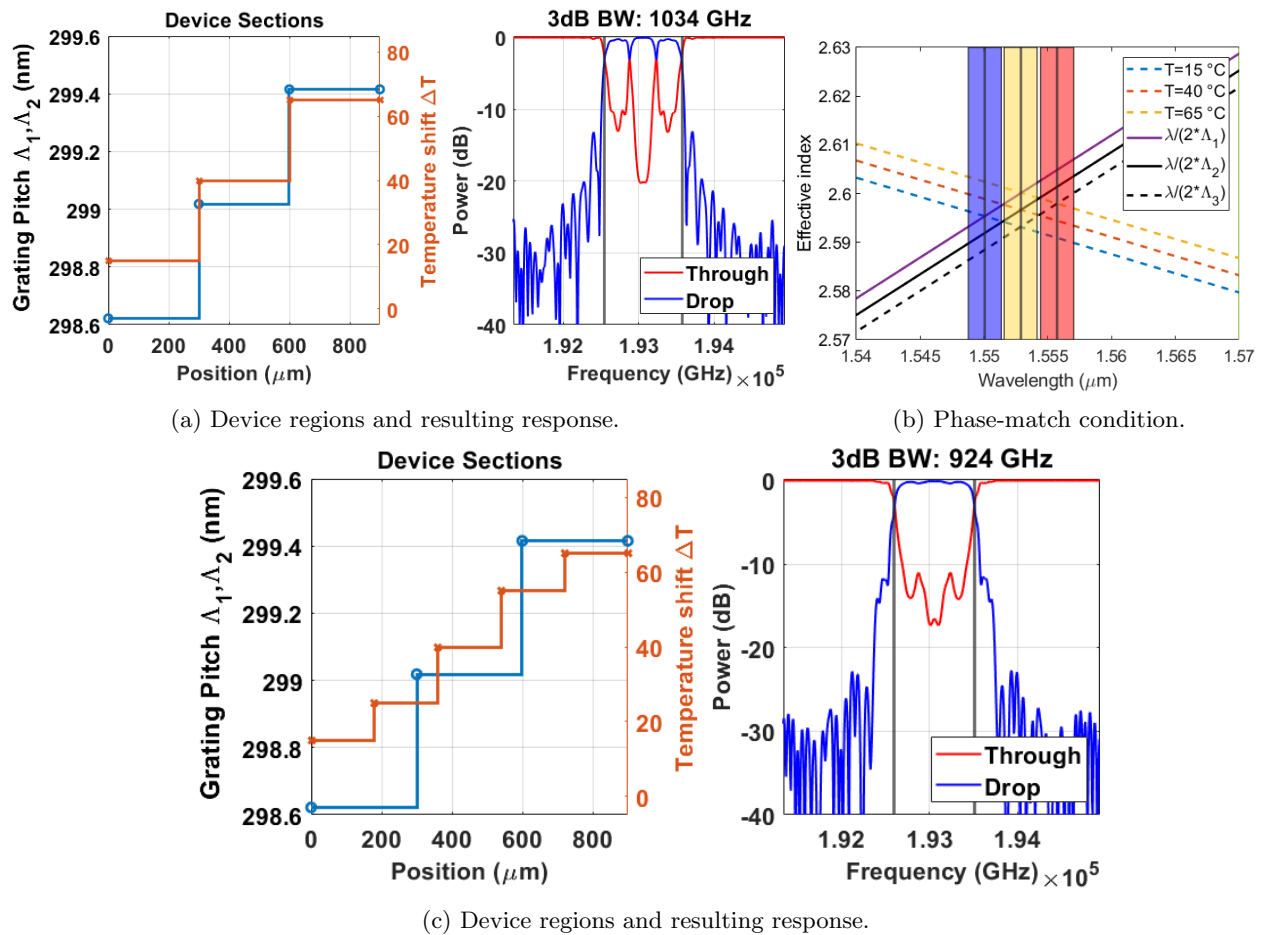 Device Sections
299.6
299.4
299.2
299
298.8
298.6
Grating Pitch Λ1,Λ2 (nm)
80
60
40
20
0
Temperature shift ΔT
0
200
400
600
800
Position (μm)
3dB BW: 1034 GHz
0
-10
-20
-30
-40
Power (dB)
Through
Drop
1.92
1.93
1.94
Frequency (GHz)
×10^5
2.63
2.62
2.61
2.6
2.59
2.58
2.57
Effective index
T=15 °C
T=40 °C
T=65 °C
λ/(2*Λ1)
λ/(2*Λ2)
λ/(2*Λ3)
1.54
1.545
1.55
1.555
1.56
1.565
1.57
Wavelength (μm)
(a) Device regions and resulting response.
(b) Phase-match condition.
Device Sections
299.6
299.4
299.2
299
298.8
298.6
Grating Pitch Λ1,Λ2 (nm)
80
60
40
20
0
Temperature shift ΔT
0
200
400
600
800
Position (μm)
3dB BW: 924 GHz
0
-10
-20
-30
-40
Power (dB)
Through
Drop
1.92
1.93
1.94
Frequency (GHz)
×10^5
(c) Device regions and resulting response.